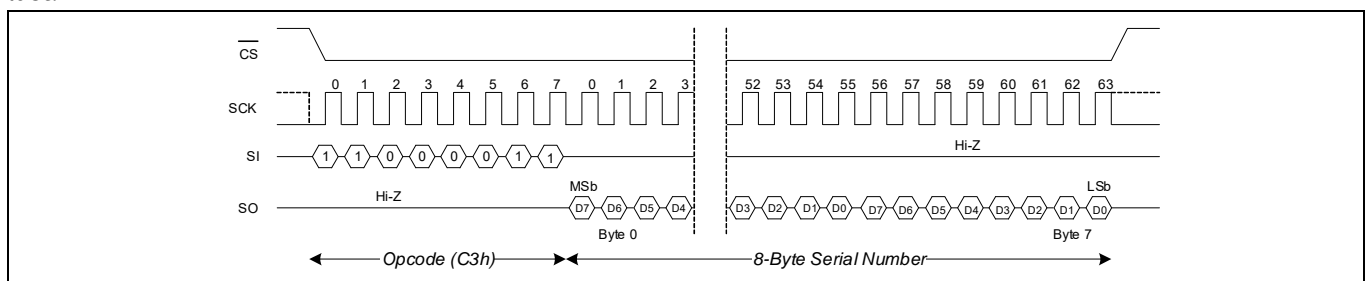 CS
0 1 2 3 4 5 6 7 0 1 2 3 52 53 54 55 56 57 58 59 60 61 62 63
SCK
Hi-Z
SI 1 1 0 0 0 0 1 1
MSb LSb
Hi-Z
SO D7 D6 D5 D4 D3 D2 D1 D0 D7 D6 D5 D4 D3 D2 D1 D0
Byte 0 Byte 7
Opcode (C3h) 8-Byte Serial Number